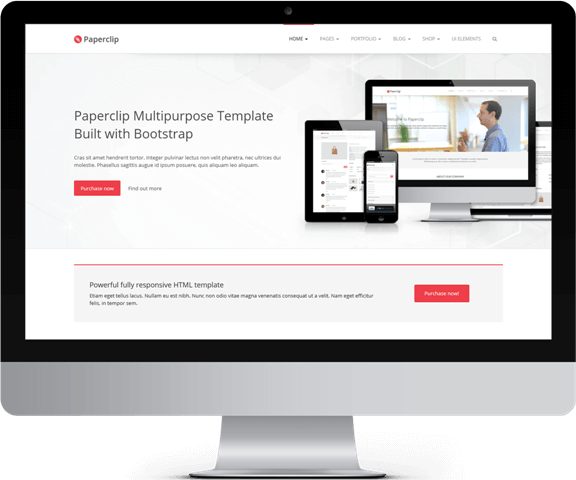 Paperclip
HOME PAGES PORTFOLIO BLOG SHOP UI ELEMENTS
Paperclip Multipurpose Template
Built with Bootstrap
Cras sit amet hendrerit tortor. Integer pulvinar lectus non velit pharetra, nec ultrices dui
molestie. Phasellus sagittis augue id ipsum posuere, quis aliquam leo aliquam.
Purchase now Find out more
Welcome to Paperclip
Powerful fully responsive HTML template
Etiam eget tellus lacus. Nullam eu est nibh. Nunc non odio vitae magna venenatis consequat ut a velit. Nam eget efficitur
felis, in tempor sem.
Purchase now!